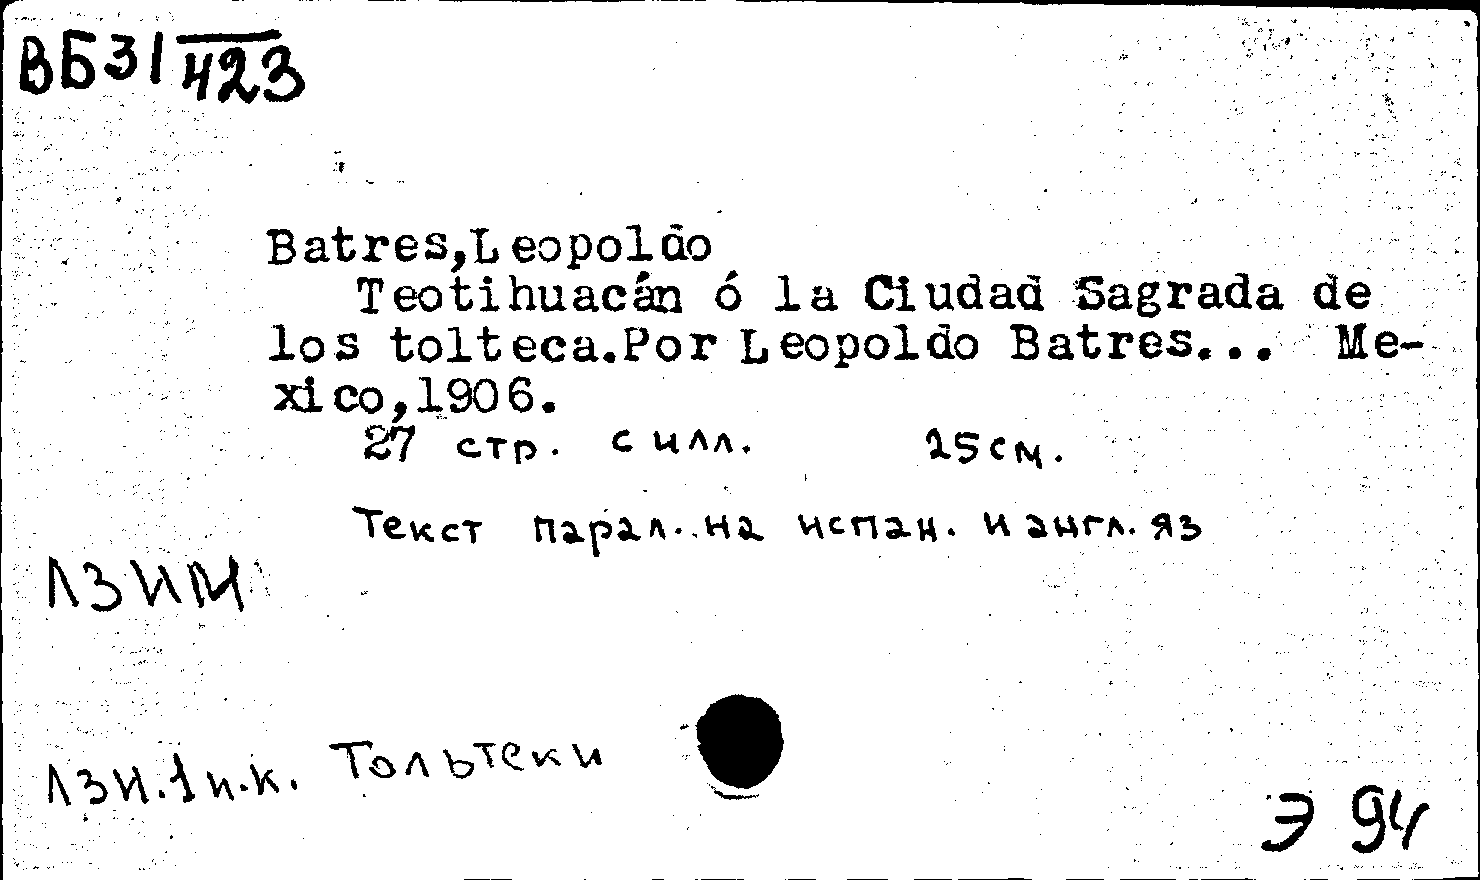 ВБ31 423
Batres,Leopoldo
Teotihuacán ó la Ciudad Sagrada de
los tolteca.Por Leopoldo Batres... Me-
xico,1906.
27 стр. с илл. 25см.
Текст парал. на испан. и англ. яз
ЛЗИМ
ЛЗИ.1 и.к. Тольтеки
Э 94